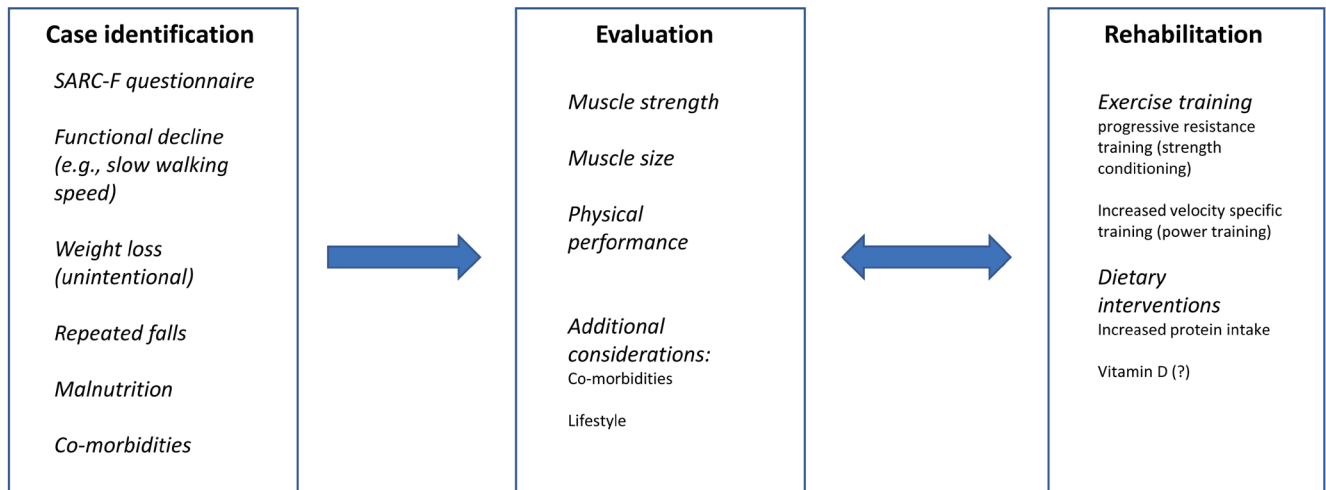 Case identification
SARC-F questionnaire
Functional decline
(e.g., slow walking
speed)
Weight loss
(unintentional)
Repeated falls
Malnutrition
Co-morbidities
Evaluation
Muscle strength
Muscle size
Physical
performance
Additional
considerations:
Co-morbidities
Lifestyle
Rehabilitation
Exercise training
progressive resistance
training (strength
conditioning)
Increased velocity specific
training (power training)
Dietary
interventions
Increased protein intake
Vitamin D (?)